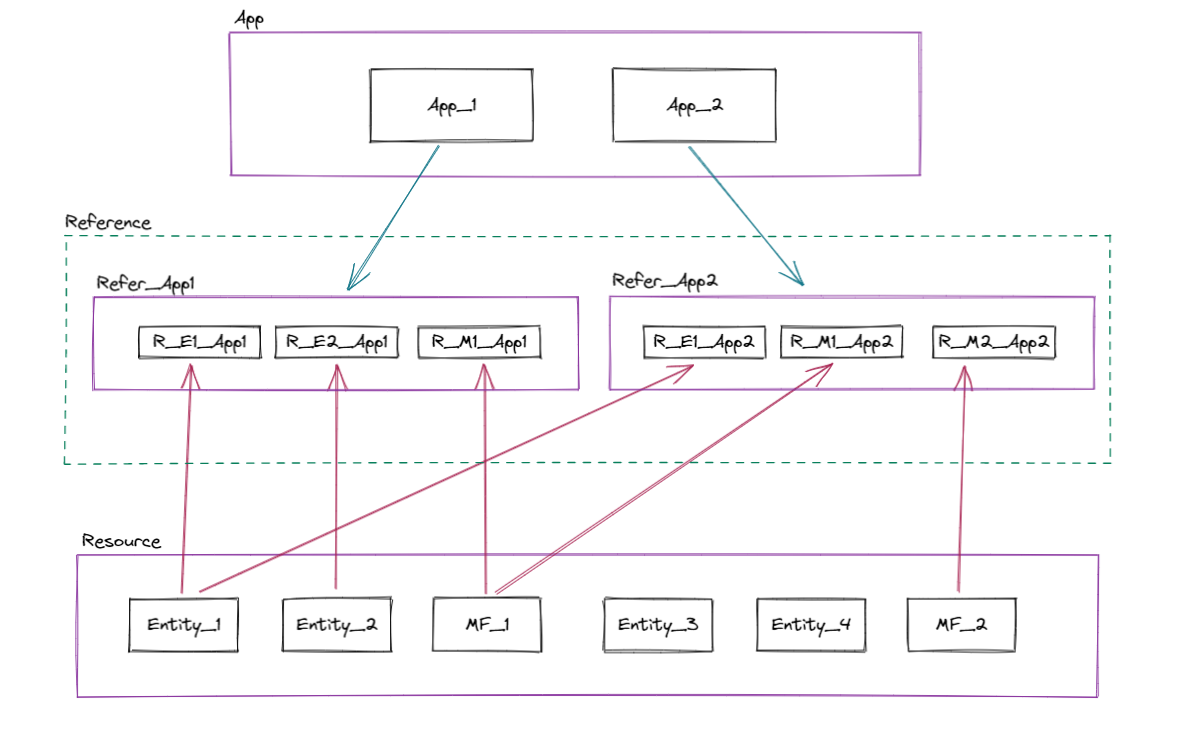 App
App_1
App_2
Reference
Refer_App1
Refer_App2
R_E1_App1
R_E2_App1
R_M1_App1
R_E1_App2
R_M1_App2
R_M2_App2
Resource
Entity_1
Entity_2
MF_1
Entity_3
Entity_4
MF_2